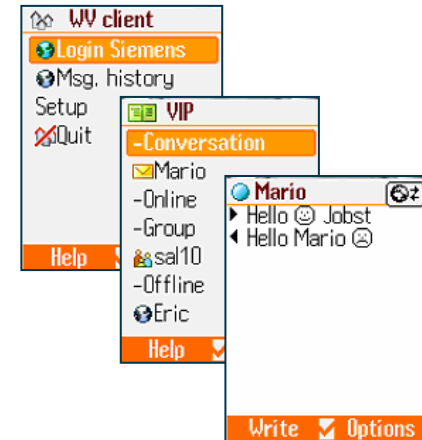 WV client
Login Siemens
Msg. history
Setup
Quit
Help
VIP
-Conversation
Mario
-Online
-Group
sal10
-Offline
Eric
Help
Mario
Hello ☺ Jobst
Hello Mario ☹
Write Options